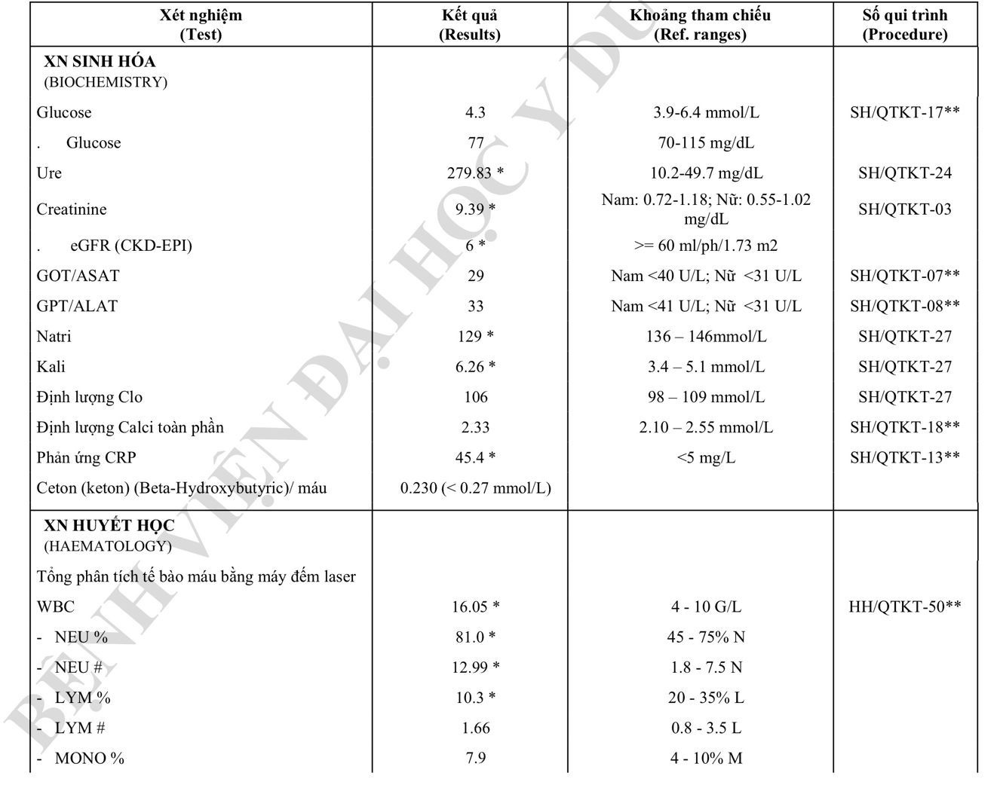 Xét nghiệm Kết quả Khoảng tham chiếu Số qui trình
(Test) (Results) (Ref. ranges) (Procedure)
XN SINH HÓA
(BIOCHEMISTRY)
Glucose 4.3 3.9-6.4 mmol/L SH/QTKT-17**
. Glucose 77 70-115 mg/dL
Ure 279.83 * 10.2-49.7 mg/dL SH/QTKT-24
Creatinine 9.39 * Nam: 0.72-1.18; Nữ: 0.55-1.02 SH/QTKT-03
mg/dL
. eGFR (CKD-EPI) 6 * >= 60 ml/ph/1.73 m2
GOT/ASAT 29 Nam <40 U/L; Nữ <31 U/L SH/QTKT-07**
GPT/ALAT 33 Nam <41 U/L; Nữ <31 U/L SH/QTKT-08**
Natri 129 * 136 – 146mmol/L SH/QTKT-27
Kali 6.26 * 3.4 – 5.1 mmol/L SH/QTKT-27
Định lượng Clo 106 98 – 109 mmol/L SH/QTKT-27
Định lượng Calci toàn phần 2.33 2.10 – 2.55 mmol/L SH/QTKT-18**
Phản ứng CRP 45.4 * <5 mg/L SH/QTKT-13**
Ceton (keton) (Beta-Hydroxybutyric)/ máu 0.230 (< 0.27 mmol/L)
XN HUYẾT HỌC
(HAEMATOLOGY)
Tổng phân tích tế bào máu bằng máy đếm laser
WBC 16.05 * 4 - 10 G/L HH/QTKT-50**
- NEU % 81.0 * 45 - 75% N
- NEU # 12.99 * 1.8 - 7.5 N
- LYM % 10.3 * 20 - 35% L
- LYM # 1.66 0.8 - 3.5 L
- MONO % 7.9 4 - 10% M
BỆNH VIỆN ĐẠI HỌC Y DƯ